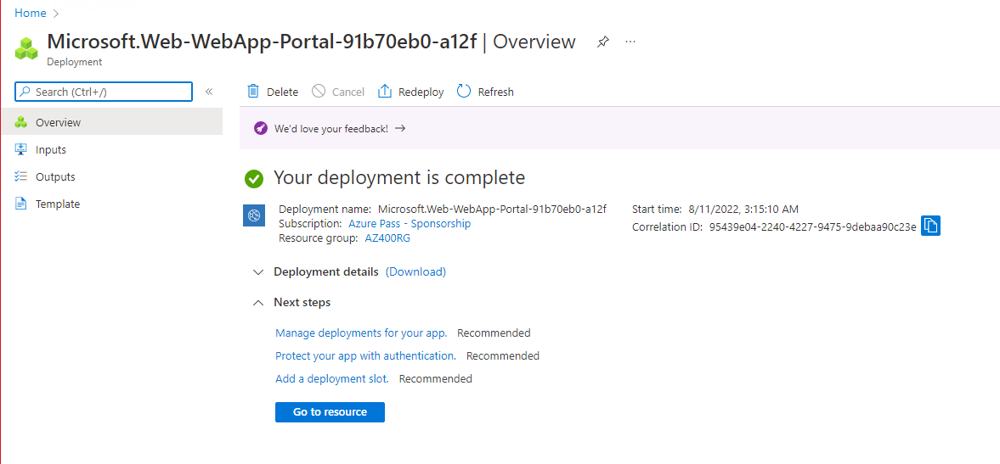 Home >
Microsoft.Web-WebApp-Portal-91b70eb0-a12f | Overview ...
Deployment
Search (Ctrl+/) «
Delete Cancel Redeploy Refresh
Overview
Inputs
Outputs
Template
We'd love your feedback! →
Your deployment is complete
Deployment name: Microsoft.Web-WebApp-Portal-91b70eb0-a12f Start time: 8/11/2022, 3:15:10 AM
Subscription: Azure Pass - Sponsorship Correlation ID: 95439e04-2240-4227-9475-9debaa90c23e
Resource group: AZ400RG
Deployment details (Download)
Next steps
Manage deployments for your app. Recommended
Protect your app with authentication. Recommended
Add a deployment slot. Recommended
Go to resource